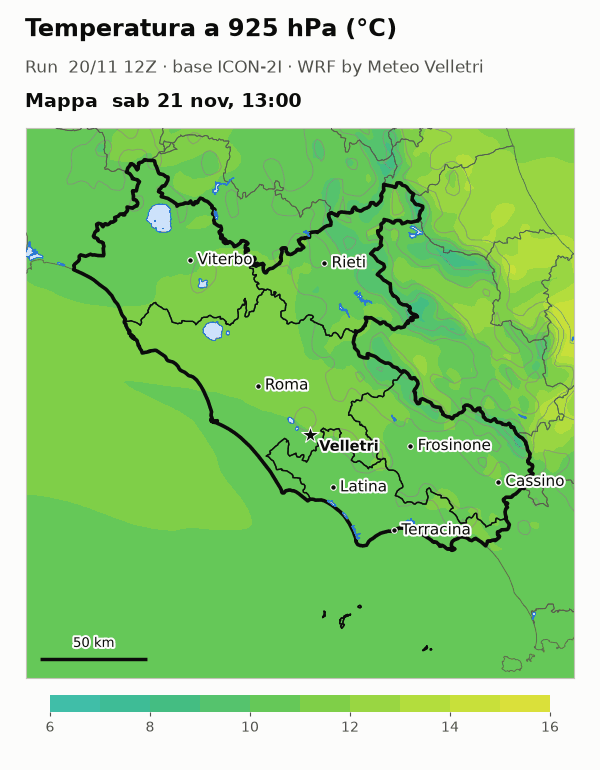 Temperatura a 925 hPa (°C)
Run  20/11 12Z · base ICON-2I · WRF by Meteo Velletri
Mappa  sab 21 nov, 13:00
Viterbo
Rieti
Roma
Velletri
Frosinone
Latina
Cassino
Terracina
50 km
6 8 10 12 14 16